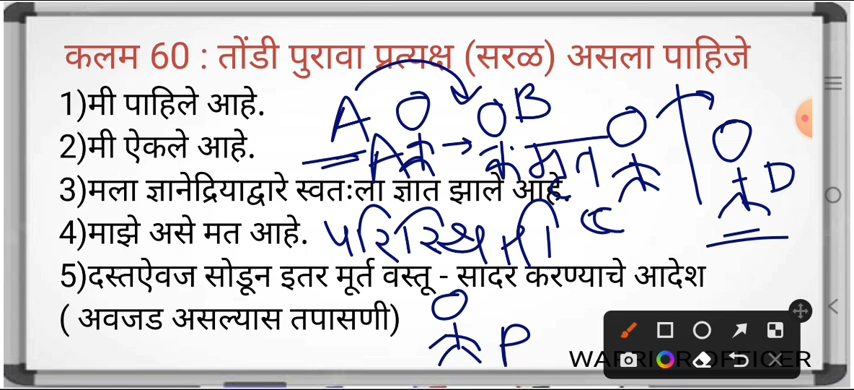 कलम 60 : तोंडी पुरावा प्रत्यक्ष (सरळ) असला पाहिजे
1)मी पाहिले आहे.
A B
2)मी ऐकले आहे.
A मत
3)मला ज्ञानेद्रियाद्वारे स्वतःला ज्ञात झाले आहे.
D
4)माझे असे मत आहे.
परिस्थिती C
5)दस्तऐवज सोडून इतर मूर्त वस्तू - सादर करण्याचे आदेश
( अवजड असल्यास तपासणी)
P
WARRIOR OFFICER